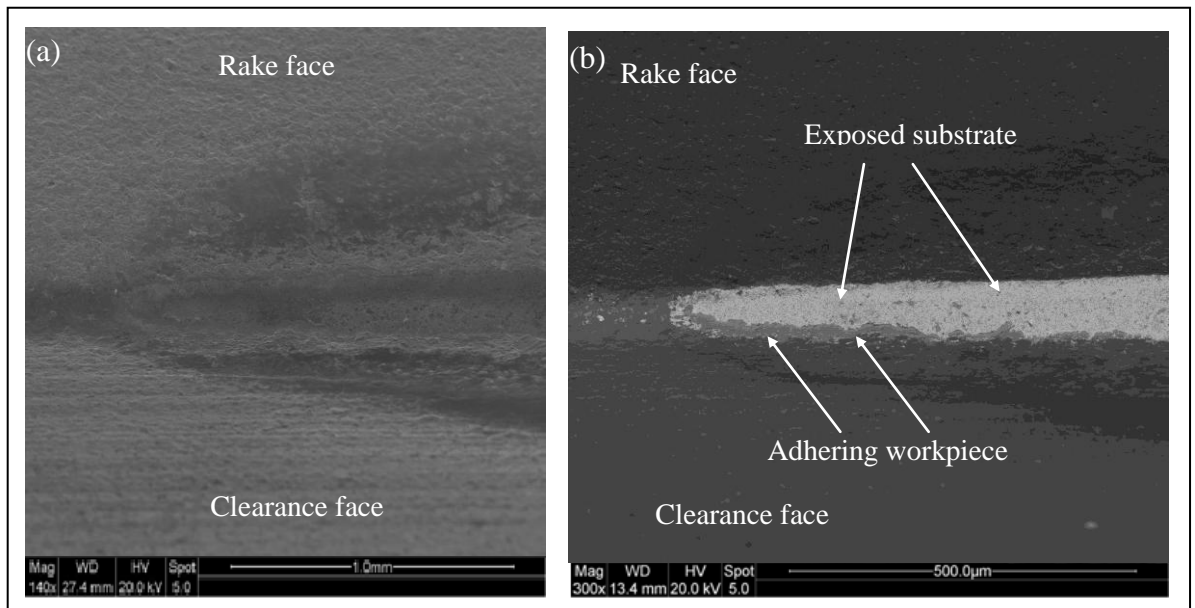 (a)
Rake face
Clearance face
Mag WD HV Spot
140x 27.4 mm 20.0 kV 5.0
1.0mm
(b)
Rake face
Exposed substrate
Adhering workpiece
Clearance face
Mag WD HV Spot
300x 13.4 mm 20.0 kV 5.0
500.0µm